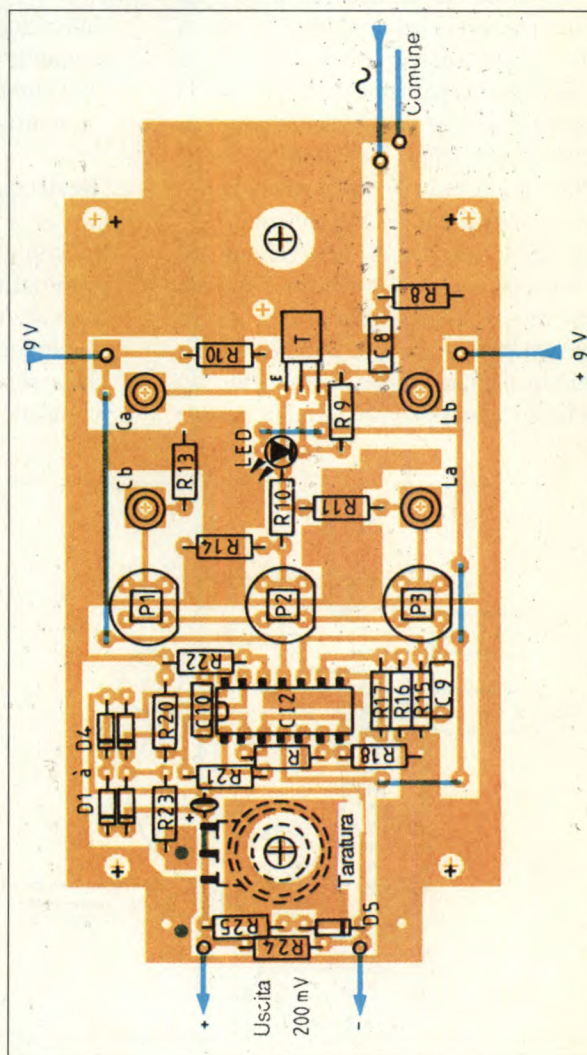 ~
Comune
- 9 V
+ 9 V
R8
C8
R10
T
E
Ca
R9
Lb
LED
Cb
R13
R10
R11
La
R14
P1
P2
P3
R22
C10
CI2
R17
R16
R15
C9
D1 à D4
R20
R21
R
R18
R23
+
Taratura
R25
R24
D5
+
Uscita
200 mV
-